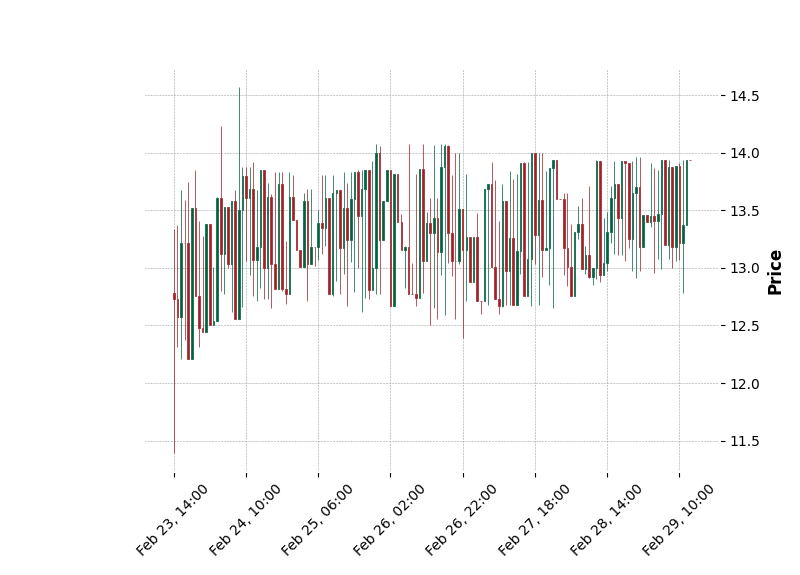 14.5
14.0
13.5
13.0
12.5
12.0
11.5
Price
Feb 23, 14:00
Feb 24, 10:00
Feb 25, 06:00
Feb 26, 02:00
Feb 26, 22:00
Feb 27, 18:00
Feb 28, 14:00
Feb 29, 10:00